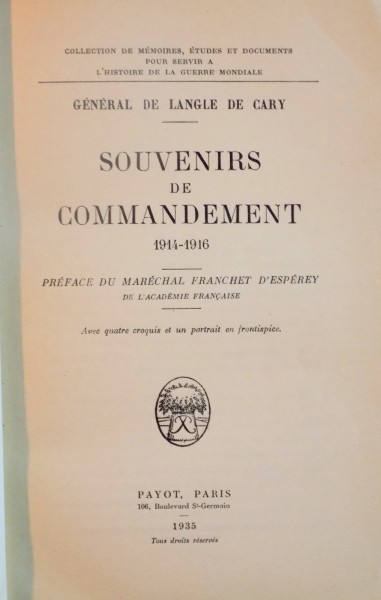 COLLECTION DE MÉMOIRES, ÉTUDES ET DOCUMENTS
POUR SERVIR A
L'HISTOIRE DE LA GUERRE MONDIALE
GÉNÉRAL DE LANGLE DE CARY
SOUVENIRS
DE
COMMANDEMENT
1914-1916
PRÉFACE DU MARÉCHAL FRANCHET D'ESPÉREY
DE L'ACADÉMIE FRANÇAISE
Avec quatre croquis et un portrait en frontispice.
PAYOT, PARIS
106, Boulevard St-Germain
1935
Tous droits réservés